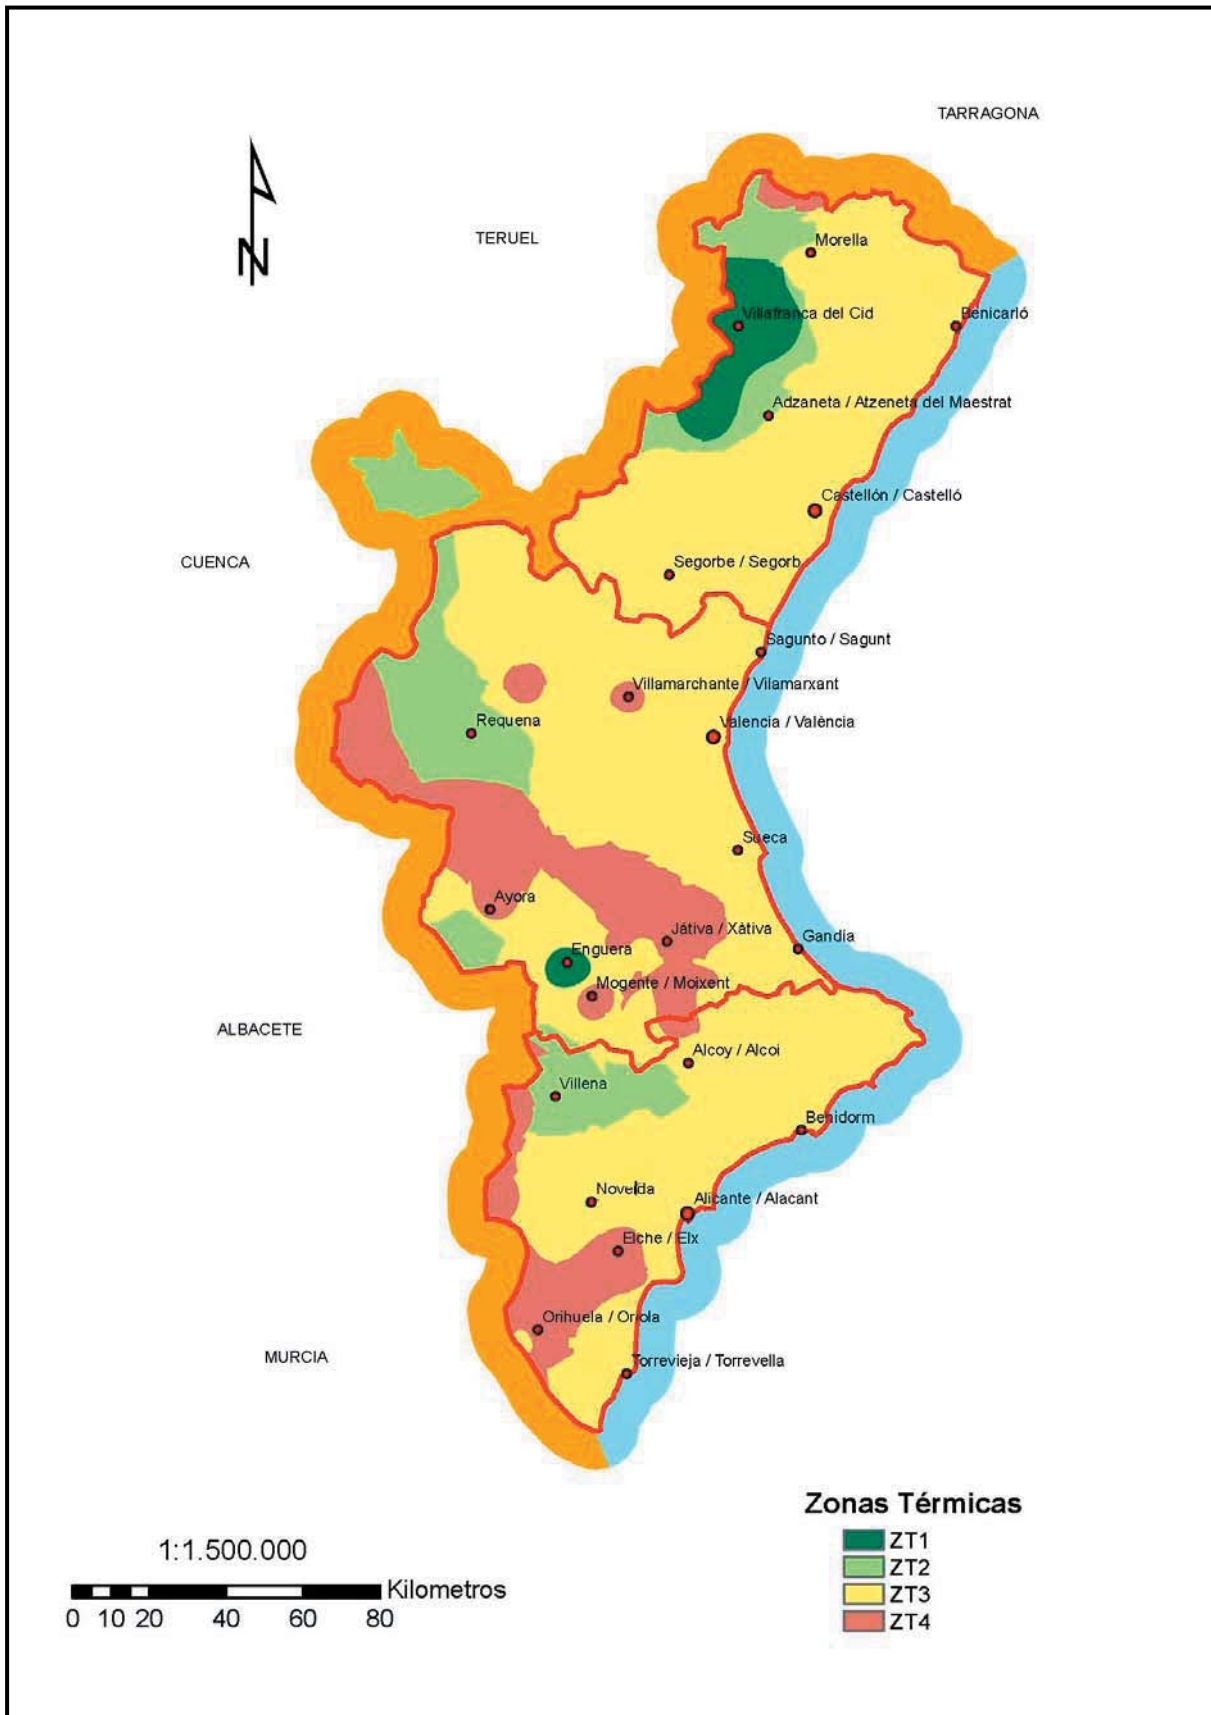 TARRAGONA
TERUEL
N
Morella
Villafranca del Cid
Benicarló
Adzaneta / Atzeneta del Maestrat
Castellón / Castelló
CUENCA
Segorbe / Segorb
Sagunto / Sagunt
Villamarchante / Vilamarxant
Requena
Valencia / València
Sueca
Ayora
Játiva / Xàtiva
Gandía
Enguera
Mogente / Moixent
ALBACETE
Alcoy / Alcoi
Villena
Benidorm
Novelda
Alicante / Alacant
Elche / Elx
Orihuela / Oriola
MURCIA
Torrevieja / Torrevella
Zonas Térmicas
ZT1
ZT2
ZT3
ZT4
1:1.500.000
Kilometros
0 10 20 40 60 80